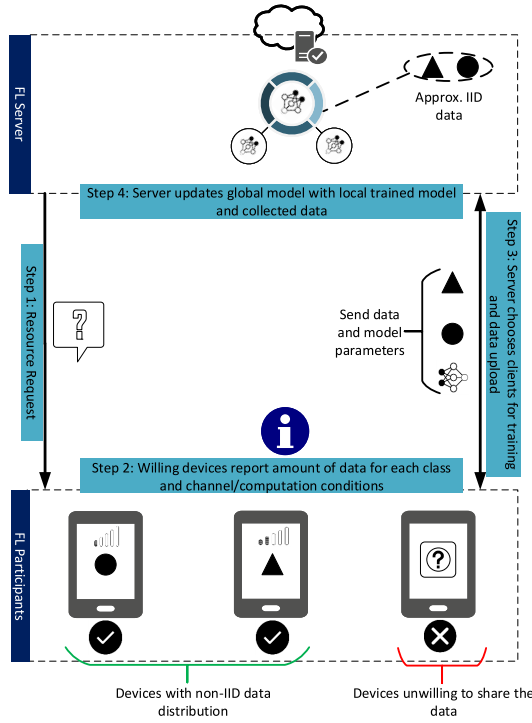 FL Server
Approx. IID
data
Step 4: Server updates global model with local trained model
and collected data
Step 1: Resource Request
?
Send data
and model
parameters
Step 3: Server chooses clients for training
and data upload
i
Step 2: Willing devices report amount of data for each class
and channel/computation conditions
FL Participants
?
Devices with non-IID data
distribution
Devices unwilling to share the
data